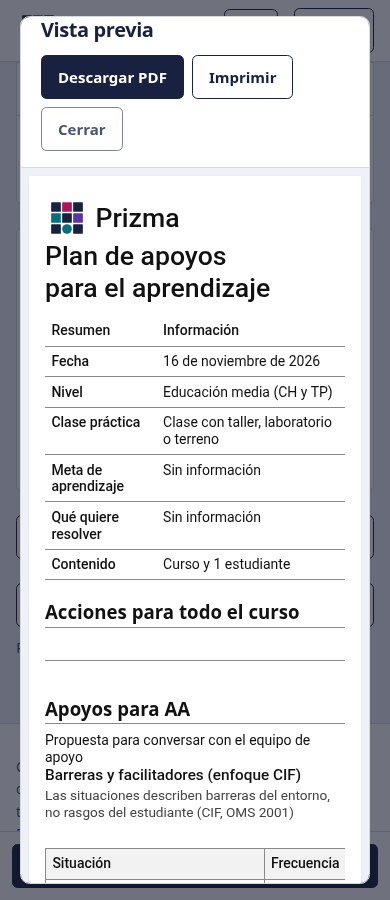 Vista previa
Descargar PDF
Imprimir
Cerrar
Prizma
Plan de apoyos
para el aprendizaje
Resumen Información
Fecha 16 de noviembre de 2026
Nivel Educación media (CH y TP)
Clase práctica Clase con taller, laboratorio
o terreno
Meta de Sin información
aprendizaje
Qué quiere Sin información
resolver
Contenido Curso y 1 estudiante
Acciones para todo el curso
Apoyos para AA
Propuesta para conversar con el equipo de
apoyo
Barreras y facilitadores (enfoque CIF)
Las situaciones describen barreras del entorno,
no rasgos del estudiante (CIF, OMS 2001)
Situación Frecuencia